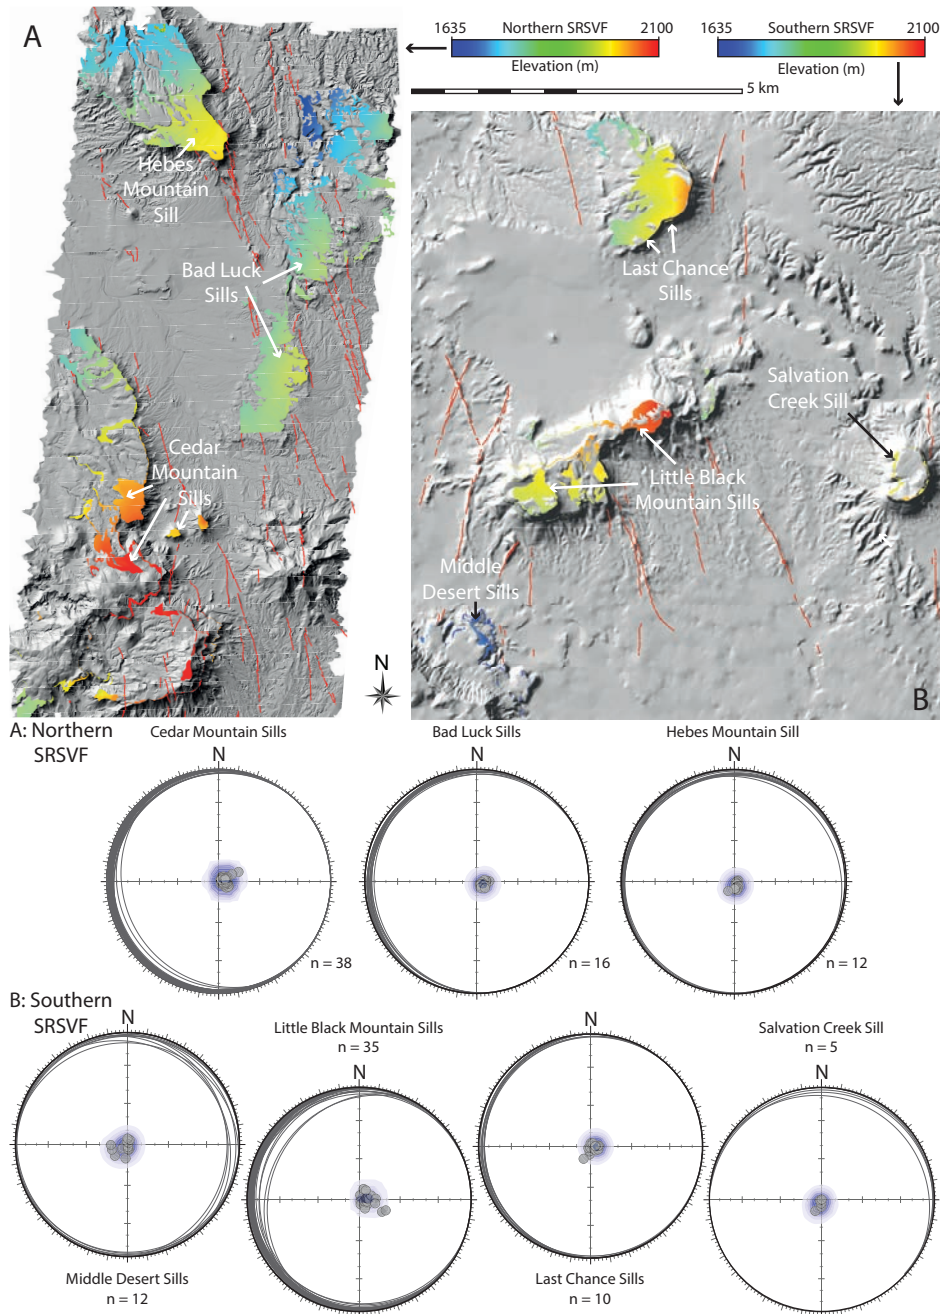 A
1635
Northern SRSVF
2100
Elevation (m)
1635
Southern SRSVF
2100
Elevation (m)
5 km
Hebes
Mountain
Sill
Bad Luck
Sills
Cedar
Mountain
Sills
N
Last Chance
Sills
Salvation
Creek Sill
Little Black
Mountain Sills
Middle
Desert Sills
B
A: Northern
SRSVF
Cedar Mountain Sills
N
n = 38
Bad Luck Sills
N
n = 16
Hebes Mountain Sill
N
n = 12
B: Southern
SRSVF
N
Middle Desert Sills
n = 12
Little Black Mountain Sills
n = 35
N
N
Last Chance Sills
n = 10
Salvation Creek Sill
n = 5
N